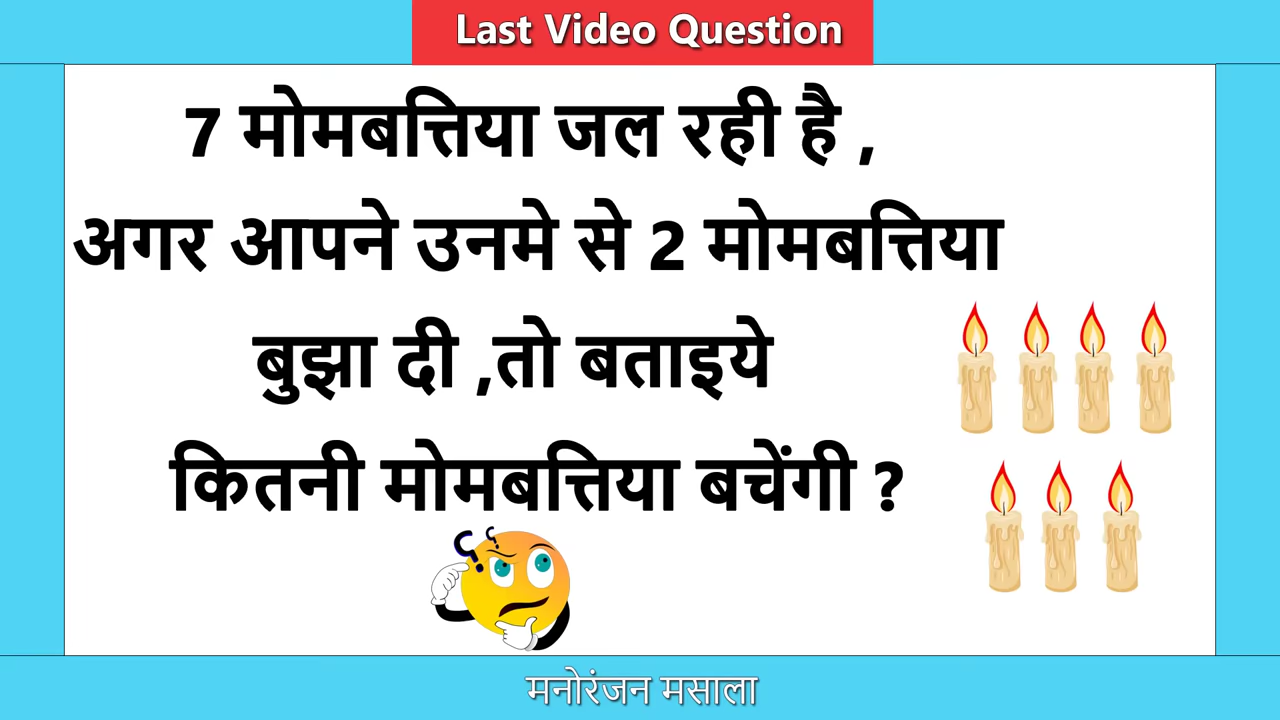 Last Video Question
7 मोमबत्तिया जल रही है ,
अगर आपने उनमे से 2 मोमबत्तिया
बुझा दी ,तो बताइये
कितनी मोमबत्तिया बचेंगी ?
मनोरंजन मसाला